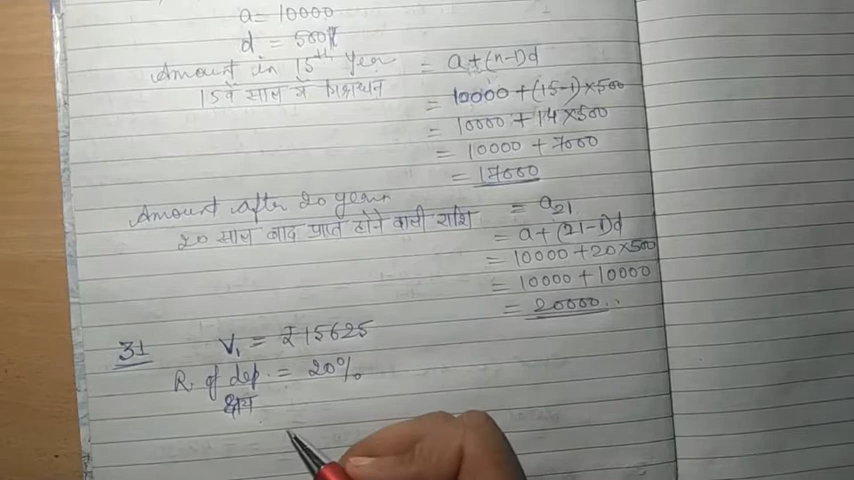 a = 10000
d = 500
Amount in 15th Year = a + (n-1)d
15वें साल में = 10000 + (15-1)×500
= 10000 + 14×500
= 10000 + 7000
= 17000
Amount after 20 years = a21
20 साल बाद प्राप्त होने वाली राशि = a + (21-1)d
= 10000 + 20×500
= 10000 + 10000
= 20000..
31 V1 = ₹15625
R of dep. = 20%
क्षय